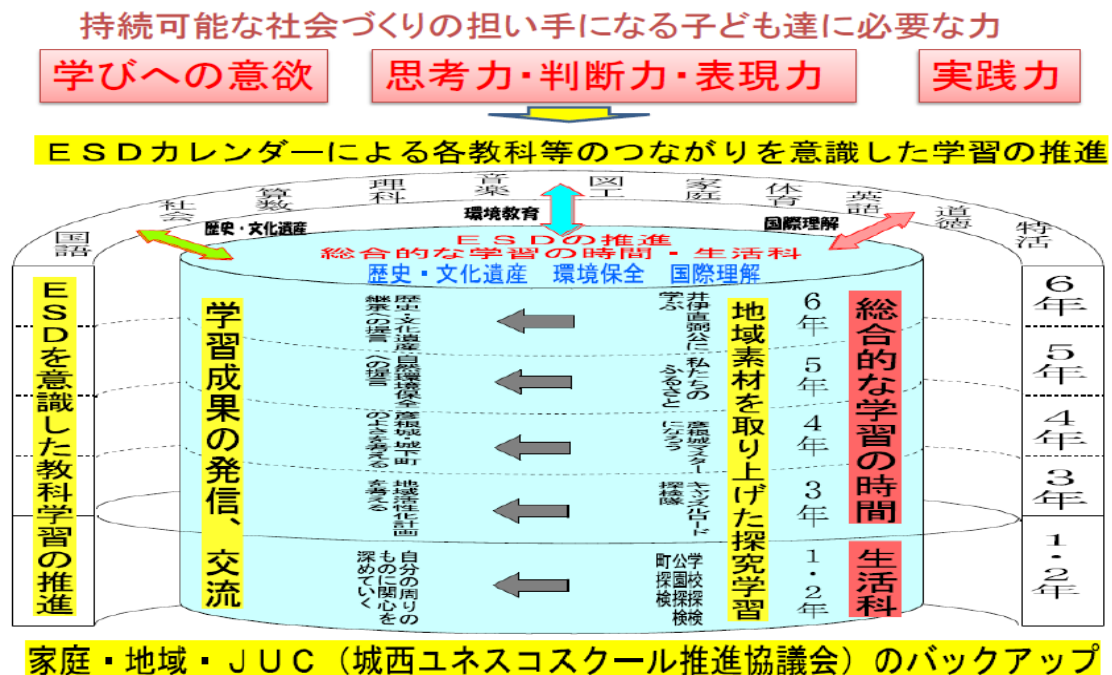 持続可能な社会づくりの担い手になる子ども達に必要な力
学びへの意欲
思考力・判断力・表現力
実践力
ESDカレンダーによる各教科等のつながりを意識した学習の推進
国語
社会
算数
理科
音楽
図工
家庭
体育
英語
道徳
特活
歴史・文化遺産
環境教育
国際理解
ESDの推進
総合的な学習の時間・生活科
歴史・文化遺産　環境保全　国際理解
ESDを意識した教科学習の推進
学習成果の発信、交流
地域素材を取り上げた探究学習
総合的な学習の時間
生活科
歴史・文化遺産
継承への提言
井伊直弼公に
学ぶ
6年
6年
自然環境保全
への提言
私たちの
ふるさと
5年
5年
彦根城・城下町
のよさを考える
彦根城マスター
になろう
4年
4年
地域活性化計画
を考える
キャッスルロード
探検隊
3年
3年
自分の周りの
ものに関心を
深めていく
学校探検
公園探検
町探検
1・2年
1・2年
家庭・地域・JUC（城西ユネスコスクール推進協議会）のバックアップ